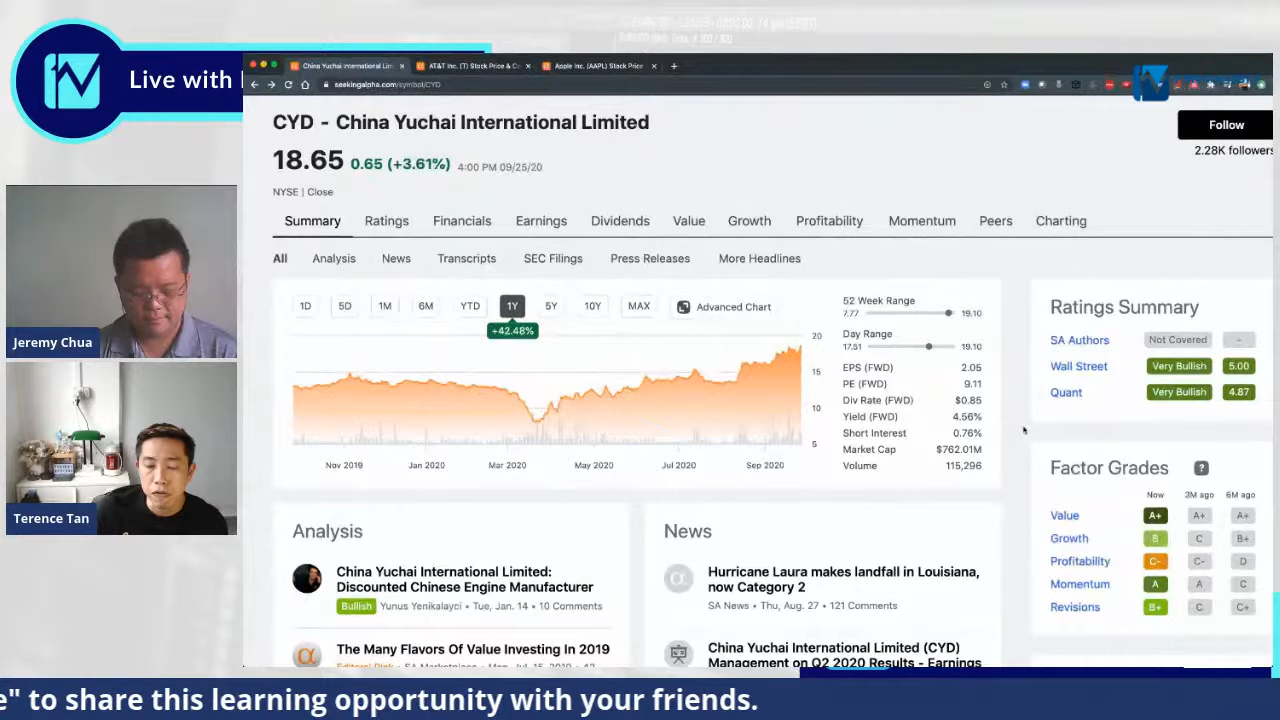 Live with
China Yuchai International Lim
AT&T Inc. (T) Stock Price &
Apple Inc. (AAPL) Stock Price
seekingalpha.com/symbol/CYD
CYD - China Yuchai International Limited
Follow
18.65 0.65 (+3.61%) 4:00 PM 09/25/20
2.28K followers
NYSE | Close
Summary Ratings Financials Earnings Dividends Value Growth Profitability Momentum Peers Charting
All Analysis News Transcripts SEC Filings Press Releases More Headlines
1D 5D 1M 6M YTD 1Y 5Y 10Y MAX Advanced Chart
+42.48%
20
15
10
5
Nov 2019 Jan 2020 Mar 2020 May 2020 Jul 2020 Sep 2020
52 Week Range
7.77 19.10
Day Range
17.51 19.10
EPS (FWD) 2.05
PE (FWD) 9.11
Div Rate (FWD) $0.85
Yield (FWD) 4.56%
Short Interest 0.76%
Market Cap $762.01M
Volume 115,296
Ratings Summary
SA Authors Not Covered -
Wall Street Very Bullish 5.00
Quant Very Bullish 4.87
Factor Grades ?
Now 3M ago 6M ago
Value A+ A+ A+
Growth B C B+
Profitability C- C- D
Momentum A A C
Revisions B+ C C+
Jeremy Chua
Terence Tan
Analysis
China Yuchai International Limited:
Discounted Chinese Engine Manufacturer
Bullish Yunus Yenikalayci • Tue, Jan. 14 • 10 Comments
The Many Flavors Of Value Investing In 2019
News
Hurricane Laura makes landfall in Louisiana,
now Category 2
SA News • Thu, Aug. 27 • 121 Comments
China Yuchai International Limited (CYD)
Management on Q2 2020 Results - Earnings
e" to share this learning opportunity with your friends.